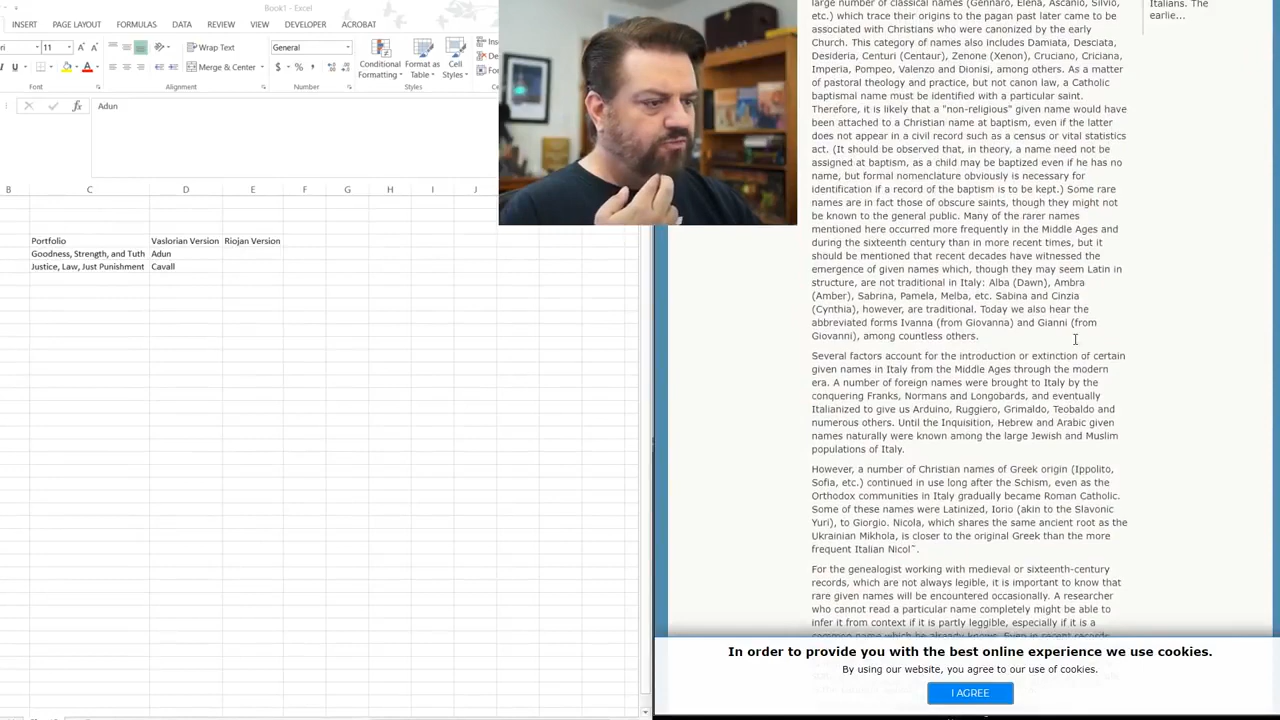 Book1 - Excel
INSERT PAGE LAYOUT FORMULAS DATA REVIEW VIEW DEVELOPER ACROBAT
11 Wrap Text General
Merge & Center Conditional Formatting Format as Table Cell Styles
Font Alignment Number Styles
Adun
B C D E F G H I J
Portfolio Vaslorian Version Riojan Version
Goodness, Strength, and Tuth Adun
Justice, Law, Just Punishment Cavall
large number of classical names (Gennaro, Elena, Ascanio, Silvio,
etc.) which trace their origins to the pagan past later came to be
associated with Christians who were canonized by the early
Church. This category of names also includes Damiata, Desciata,
Desideria, Centuri (Centaur), Zenone (Xenon), Cruciano, Criciana,
Imperia, Pompeo, Valenzo and Dionisi, among others. As a matter
of pastoral theology and practice, but not canon law, a Catholic
baptismal name must be identified with a particular saint.
Therefore, it is likely that a "non-religious" given name would have
been attached to a Christian name at baptism, even if the latter
does not appear in a civil record such as a census or vital statistics
act. (It should be observed that, in theory, a name need not be
assigned at baptism, as a child may be baptized even if he has no
name, but formal nomenclature obviously is necessary for
identification if a record of the baptism is to be kept.) Some rare
names are in fact those of obscure saints, though they might not
be known to the general public. Many of the rarer names
mentioned here occurred more frequently in the Middle Ages and
during the sixteenth century than in more recent times, but it
should be mentioned that recent decades have witnessed the
emergence of given names which, though they may seem Latin in
structure, are not traditional in Italy: Alba (Dawn), Ambra
(Amber), Sabrina, Pamela, Melba, etc. Sabina and Cinzia
(Cynthia), however, are traditional. Today we also hear the
abbreviated forms Ivanna (from Giovanna) and Gianni (from
Giovanni), among countless others.
Several factors account for the introduction or extinction of certain
given names in Italy from the Middle Ages through the modern
era. A number of foreign names were brought to Italy by the
conquering Franks, Normans and Longobards, and eventually
Italianized to give us Arduino, Ruggiero, Grimaldo, Teobaldo and
numerous others. Until the Inquisition, Hebrew and Arabic given
names naturally were known among the large Jewish and Muslim
populations of Italy.
However, a number of Christian names of Greek origin (Ippolito,
Sofia, etc.) continued in use long after the Schism, even as the
Orthodox communities in Italy gradually became Roman Catholic.
Some of these names were Latinized, Iorio (akin to the Slavonic
Yuri), to Giorgio. Nicola, which shares the same ancient root as the
Ukrainian Mikhola, is closer to the original Greek than the more
frequent Italian Nicol˜.
For the genealogist working with medieval or sixteenth-century
records, which are not always legible, it is important to know that
rare given names will be encountered occasionally. A researcher
who cannot read a particular name completely might be able to
infer it from context if it is partly leggible, especially if it is a
Italians. The
earlie...
In order to provide you with the best online experience we use cookies.
By using our website, you agree to our use of cookies.
I AGREE